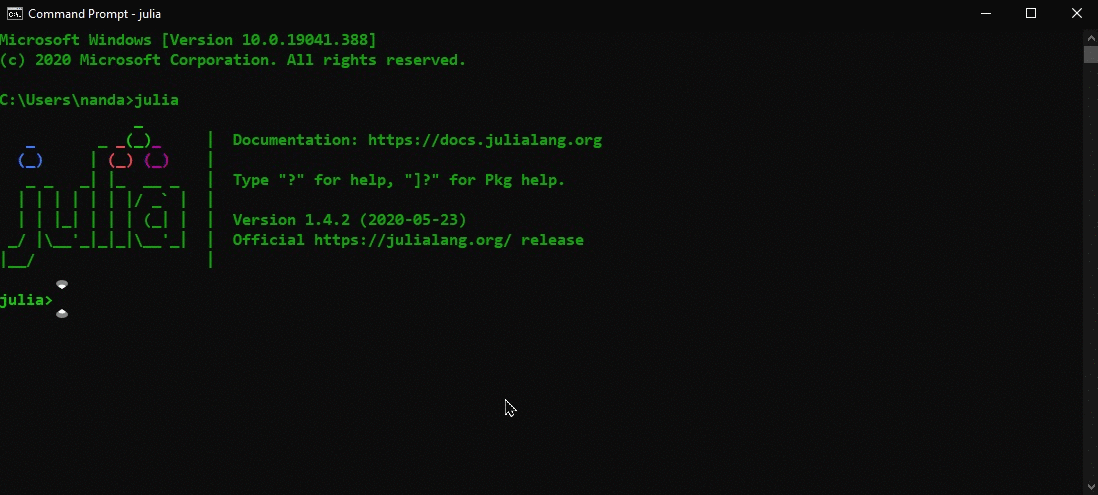 Command Prompt - julia
Microsoft Windows [Version 10.0.19041.388]
(c) 2020 Microsoft Corporation. All rights reserved.
C:\Users\nanda>julia
               _
   _       _ _(_)_     |  Documentation: https://docs.julialang.org
  (_)     | (_) (_)    |
   _ _   _| |_  __ _   |  Type "?" for help, "]?" for Pkg help.
  | | | | | | |/ _` |  |
  | | |_| | | | (_| |  |  Version 1.4.2 (2020-05-23)
 _/ |\__'_|_|_|\__'_|  |  Official https://julialang.org/ release
|__/                   |
julia>